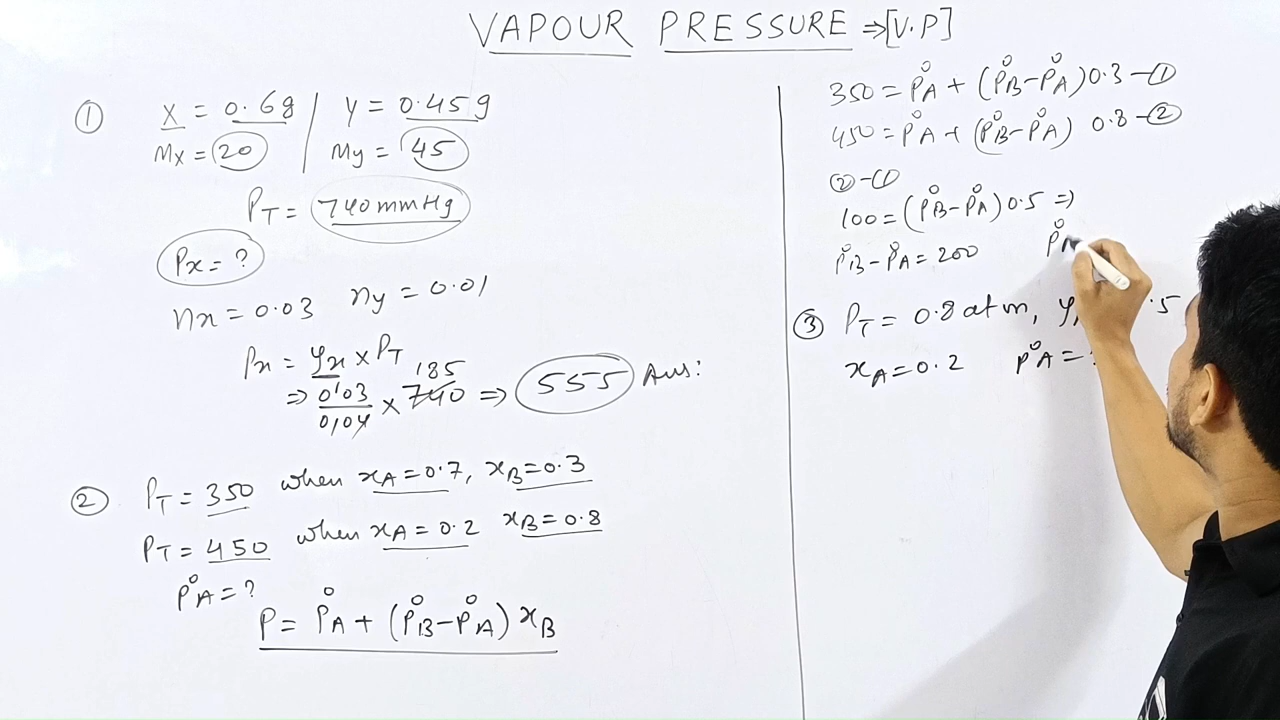 VAPOUR PRESSURE ⇒[V.P]
① X = 0.6g / Y = 0.45g
Mx = 20 My = 45
PT = 740mmHg
Px = ?
nx = 0.03 ny = 0.01
Px = yx × PT
⇒ 0.03/0.04 × 740 185 ⇒ 555 Ans:
② PT = 350 when xA = 0.7, xB = 0.3
PT = 450 when xA = 0.2 xB = 0.8
P°A = ?
P = P°A + (P°B - P°A) xB
350 = P°A + (P°B - P°A) 0.3 - ①
450 = P°A + (P°B - P°A) 0.8 - ②
② - ①
100 = (P°B - P°A) 0.5 ⇒
P°B - P°A = 200 P°A
③ PT = 0.8 atm, y .5
xA = 0.2 P°A =